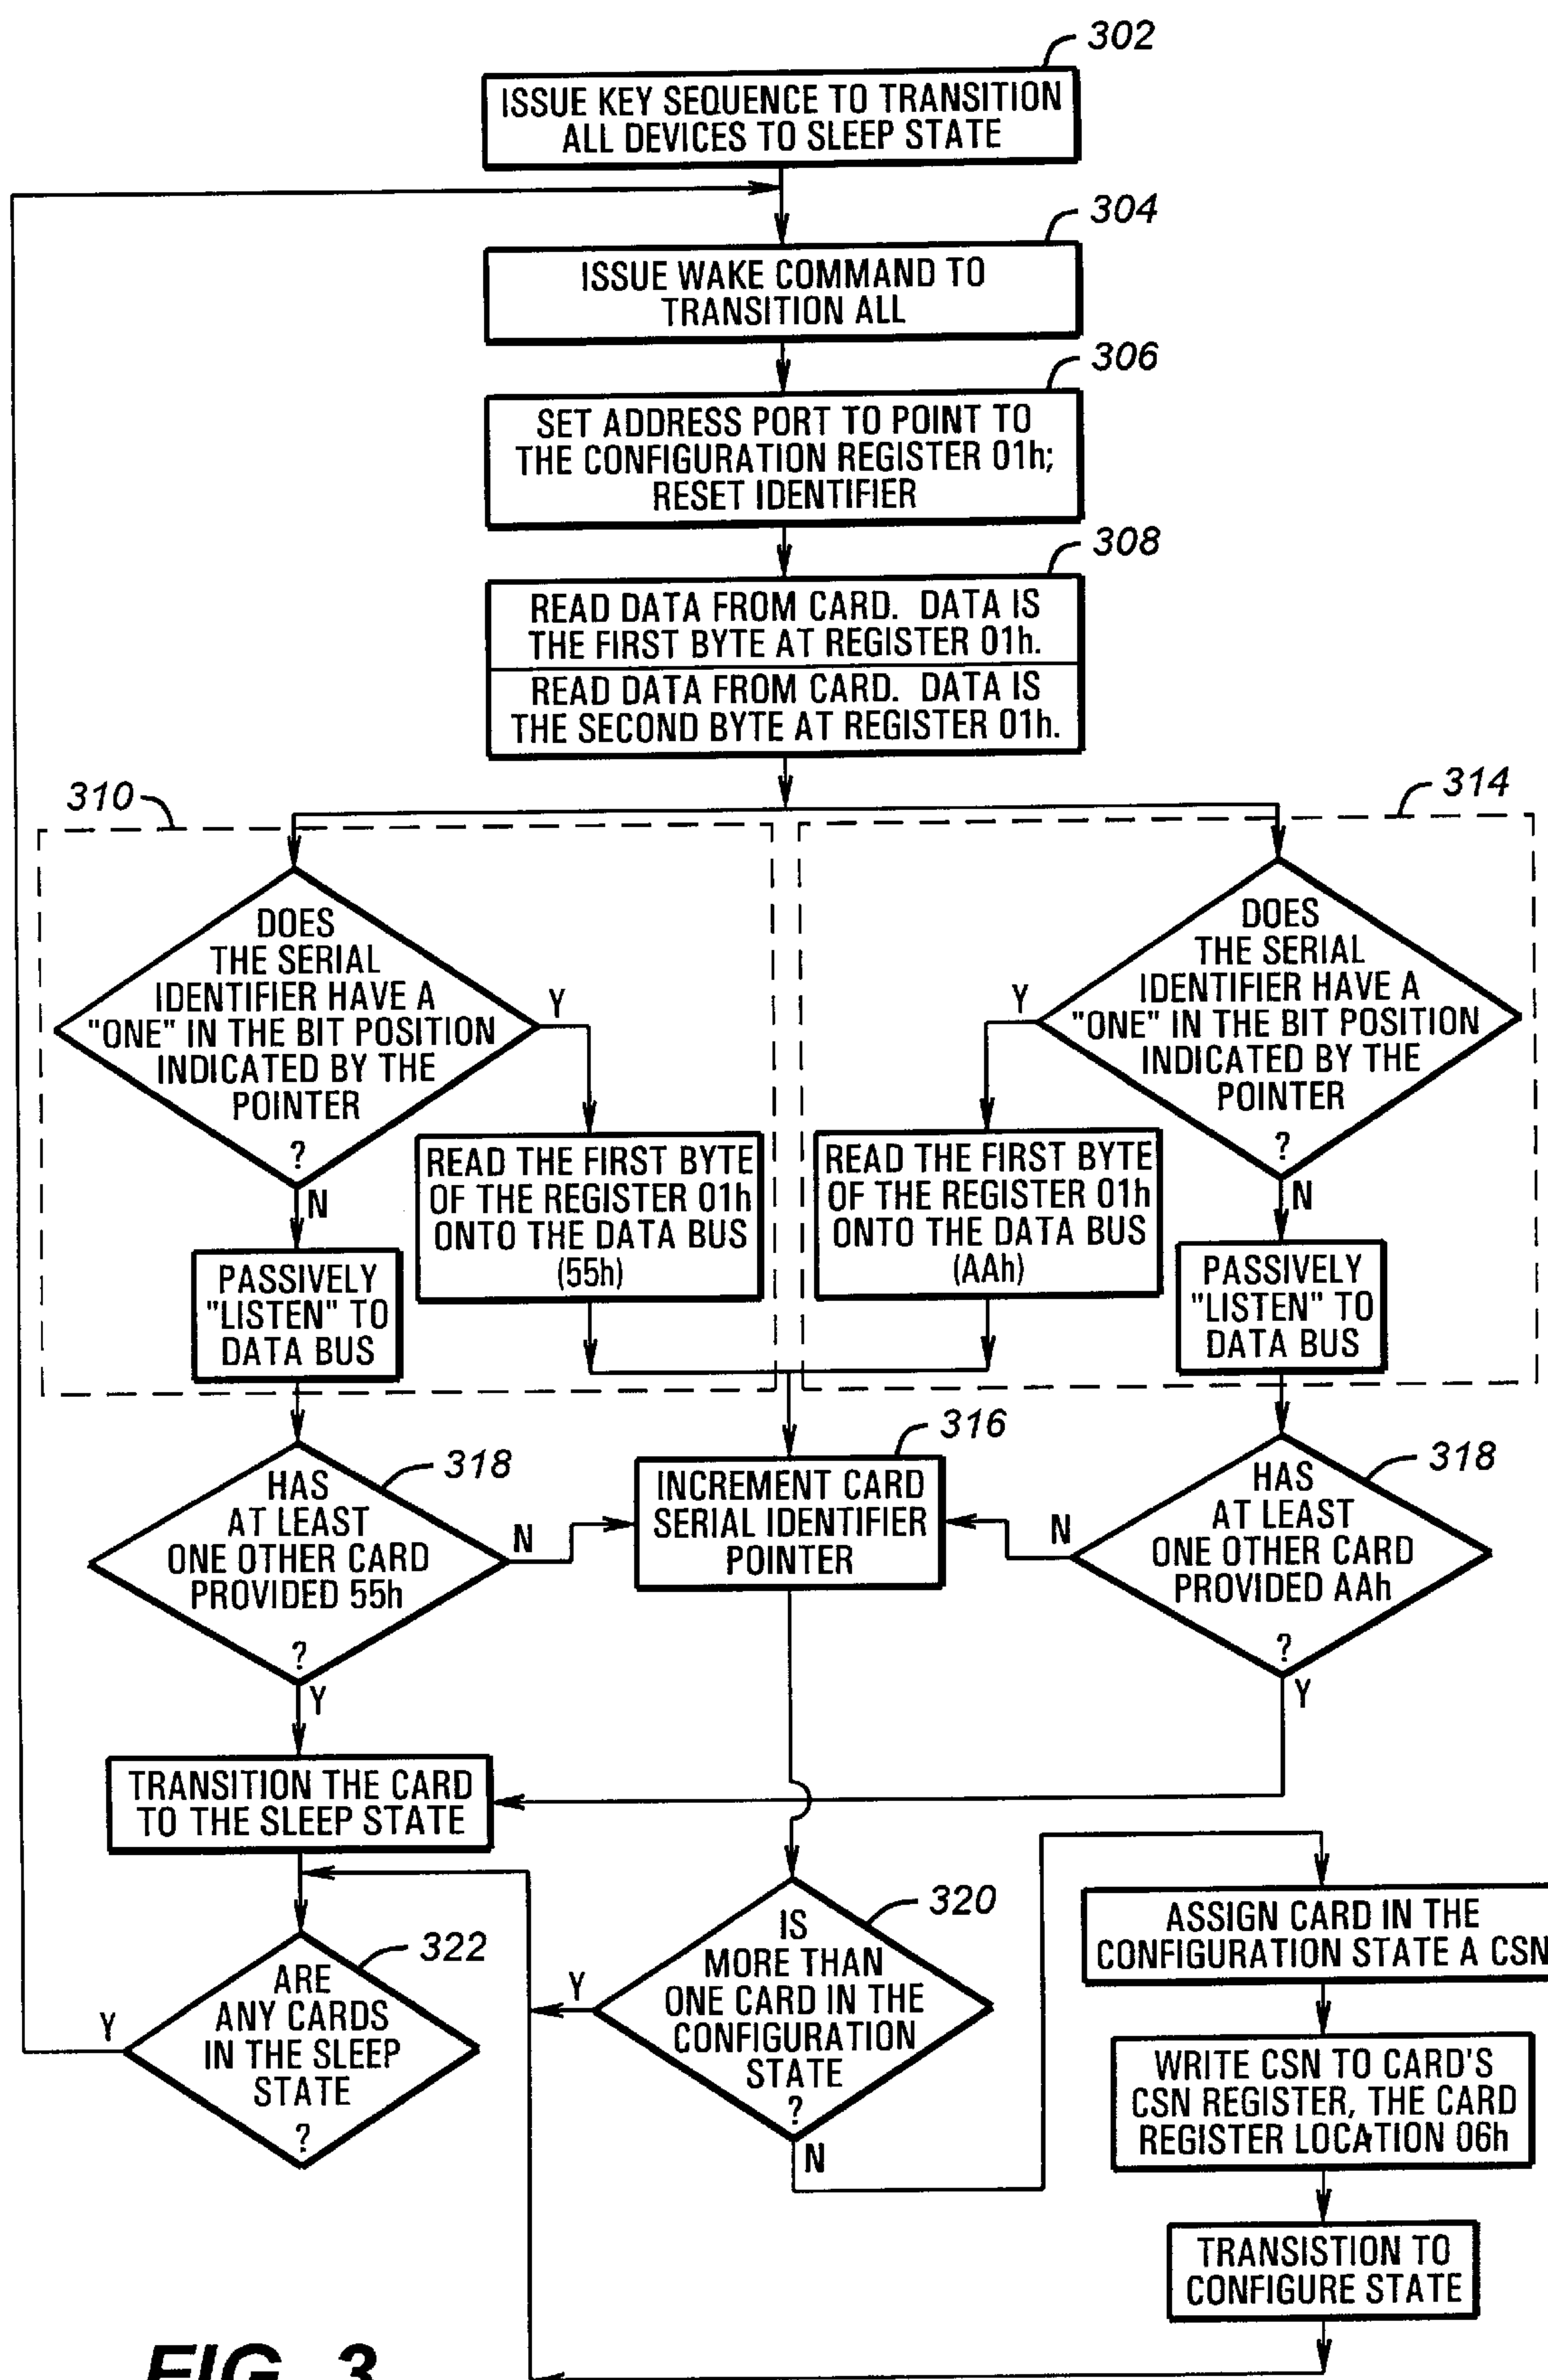 302
ISSUE KEY SEQUENCE TO TRANSITION
ALL DEVICES TO SLEEP STATE
304
ISSUE WAKE COMMAND TO
TRANSITION ALL
306
SET ADDRESS PORT TO POINT TO
THE CONFIGURATION REGISTER 01h;
RESET IDENTIFIER
308
READ DATA FROM CARD. DATA IS
THE FIRST BYTE AT REGISTER 01h.
READ DATA FROM CARD. DATA IS
THE SECOND BYTE AT REGISTER 01h.
310
314
DOES
THE SERIAL
IDENTIFIER HAVE A
"ONE" IN THE BIT POSITION
INDICATED BY THE
POINTER
?
Y
N
READ THE FIRST BYTE
OF THE REGISTER 01h
ONTO THE DATA BUS
(55h)
PASSIVELY
"LISTEN" TO
DATA BUS
DOES
THE SERIAL
IDENTIFIER HAVE A
"ONE" IN THE BIT POSITION
INDICATED BY THE
POINTER
?
Y
N
READ THE FIRST BYTE
OF THE REGISTER 01h
ONTO THE DATA BUS
(AAh)
PASSIVELY
"LISTEN" TO
DATA BUS
318
HAS
AT LEAST
ONE OTHER CARD
PROVIDED 55h
?
N
Y
316
INCREMENT CARD
SERIAL IDENTIFIER
POINTER
318
HAS
AT LEAST
ONE OTHER CARD
PROVIDED AAh
?
N
Y
TRANSITION THE CARD
TO THE SLEEP STATE
322
ARE
ANY CARDS
IN THE SLEEP
STATE
?
Y
320
IS
MORE THAN
ONE CARD IN THE
CONFIGURATION
STATE
?
Y
N
ASSIGN CARD IN THE
CONFIGURATION STATE A CSN
WRITE CSN TO CARD'S
CSN REGISTER, THE CARD
REGISTER LOCATION 06h
TRANSISTION TO
CONFIGURE STATE
FIG. 3